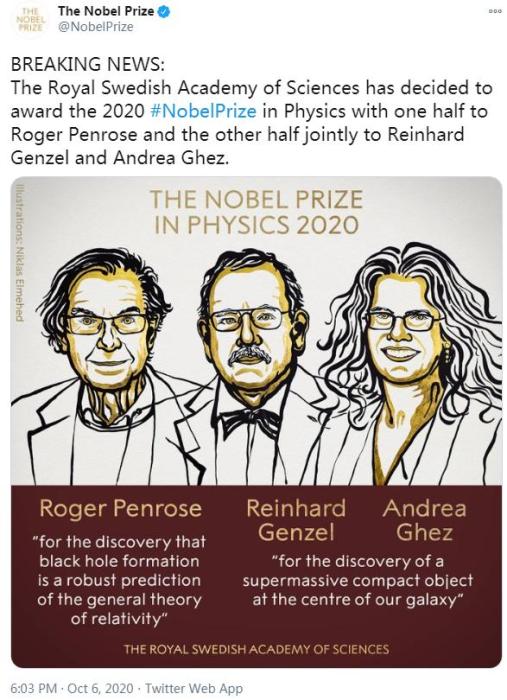 The Nobel Prize
@NobelPrize
BREAKING NEWS:
The Royal Swedish Academy of Sciences has decided to
award the 2020 #NobelPrize in Physics with one half to
Roger Penrose and the other half jointly to Reinhard
Genzel and Andrea Ghez.
Illustrations: Niklas Elmehed
THE NOBEL PRIZE
IN PHYSICS 2020
Roger Penrose
"for the discovery that
black hole formation
is a robust prediction
of the general theory
of relativity"
Reinhard
Genzel
Andrea
Ghez
"for the discovery of a
supermassive compact object
at the centre of our galaxy"
THE ROYAL SWEDISH ACADEMY OF SCIENCES
6:03 PM · Oct 6, 2020 · Twitter Web App